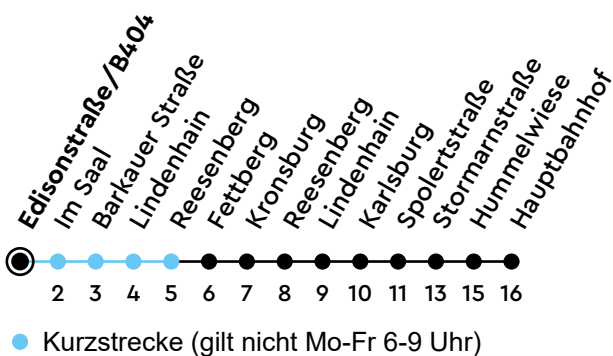 Edisonstraße/B404
Im Saal
Barkauer Straße
Lindenhain
Reesenberg
Fettberg
Kronsburg
Reesenberg
Lindenhain
Karlsburg
Spolertstraße
Stormarnstraße
Hummelwiese
Hauptbahnhof
2 3 4 5 6 7 8 9 10 11 13 15 16
Kurzstrecke (gilt nicht Mo-Fr 6-9 Uhr)